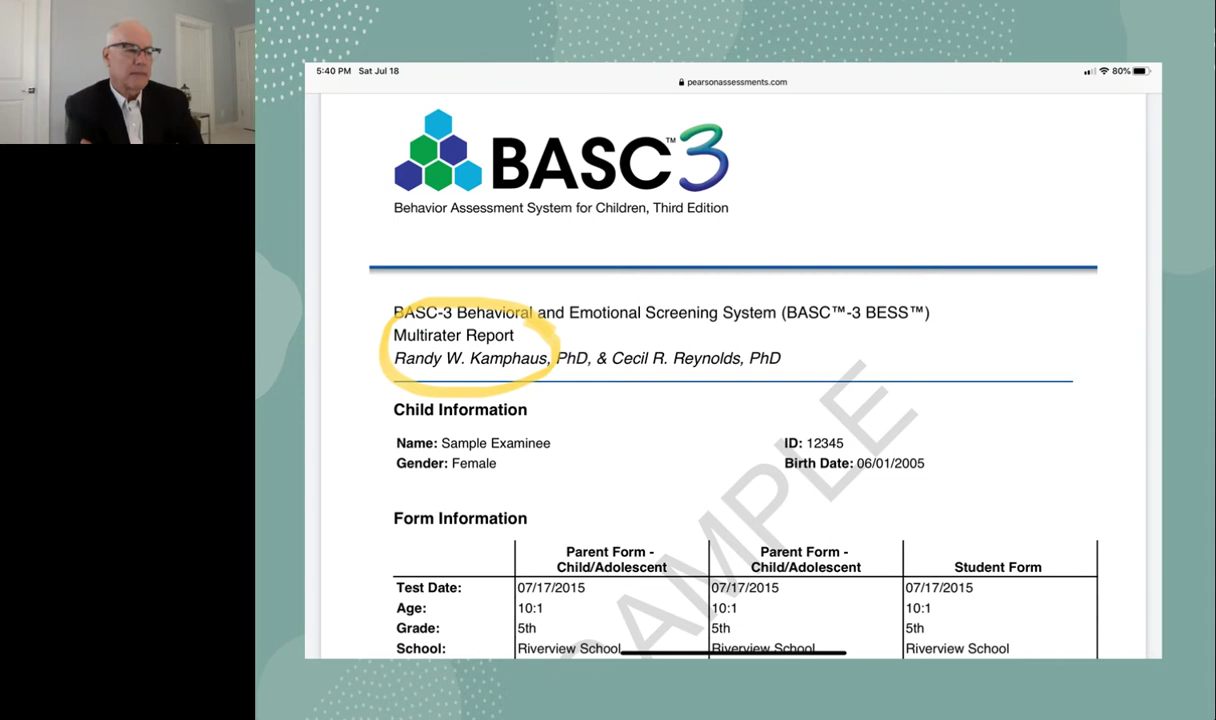 5:40 PM Sat Jul 18
80%
pearsonassessments.com
BASC™3
Behavior Assessment System for Children, Third Edition
BASC-3 Behavioral and Emotional Screening System (BASC™-3 BESS™)
Multirater Report
Randy W. Kamphaus, PhD, & Cecil R. Reynolds, PhD
Child Information
Name: Sample Examinee ID: 12345
Gender: Female Birth Date: 06/01/2005
SAMPLE
Form Information
Parent Form - Child/Adolescent Parent Form - Child/Adolescent Student Form
Test Date: 07/17/2015 07/17/2015 07/17/2015
Age: 10:1 10:1 10:1
Grade: 5th 5th 5th
School: Riverview School Riverview School Riverview School